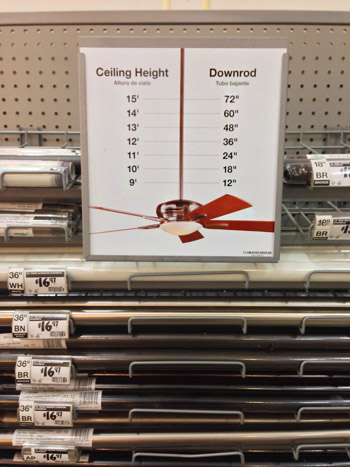 Ceiling Height Downrod
Altura de cielo Tubo bajante
15' 72"
14' 60"
13' 48"
12' 36"
11' 24"
10' 18"
9' 12"
18"
BR
18"
BR
36"
WH
$16.97
36"
BN
$16.97
36"
BR
$16.97
36"
BR
$16.97